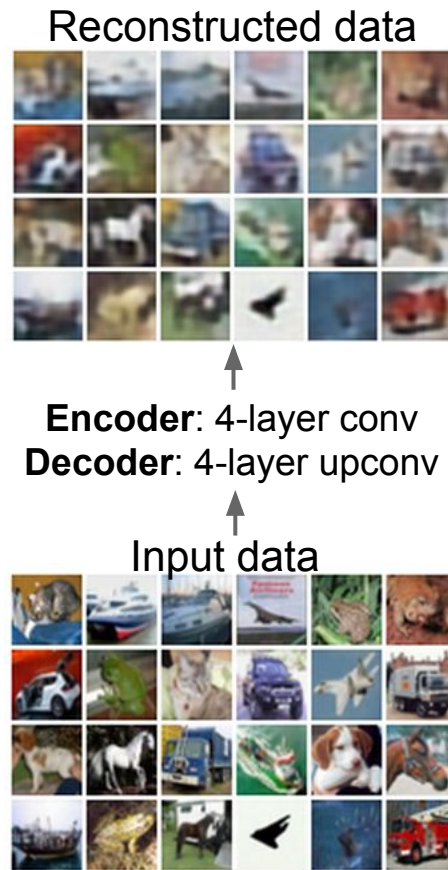 Reconstructed data
Encoder: 4-layer conv
Decoder: 4-layer upconv
Input data